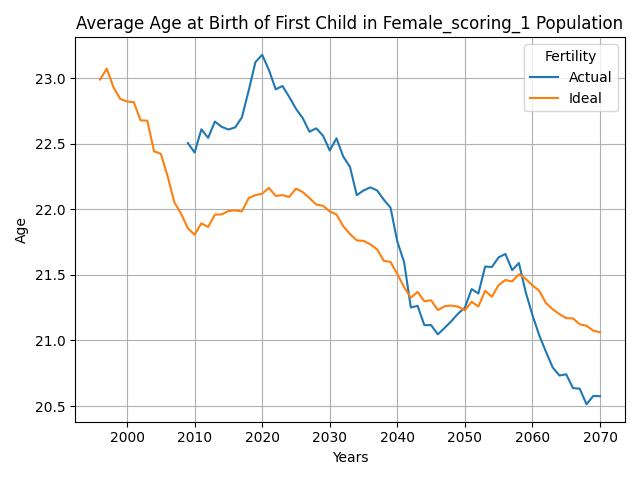 Average Age at Birth of First Child in Female_scoring_1 Population
Fertility
Actual
Ideal
Age
23.0
22.5
22.0
21.5
21.0
20.5
2000 2010 2020 2030 2040 2050 2060 2070
Years